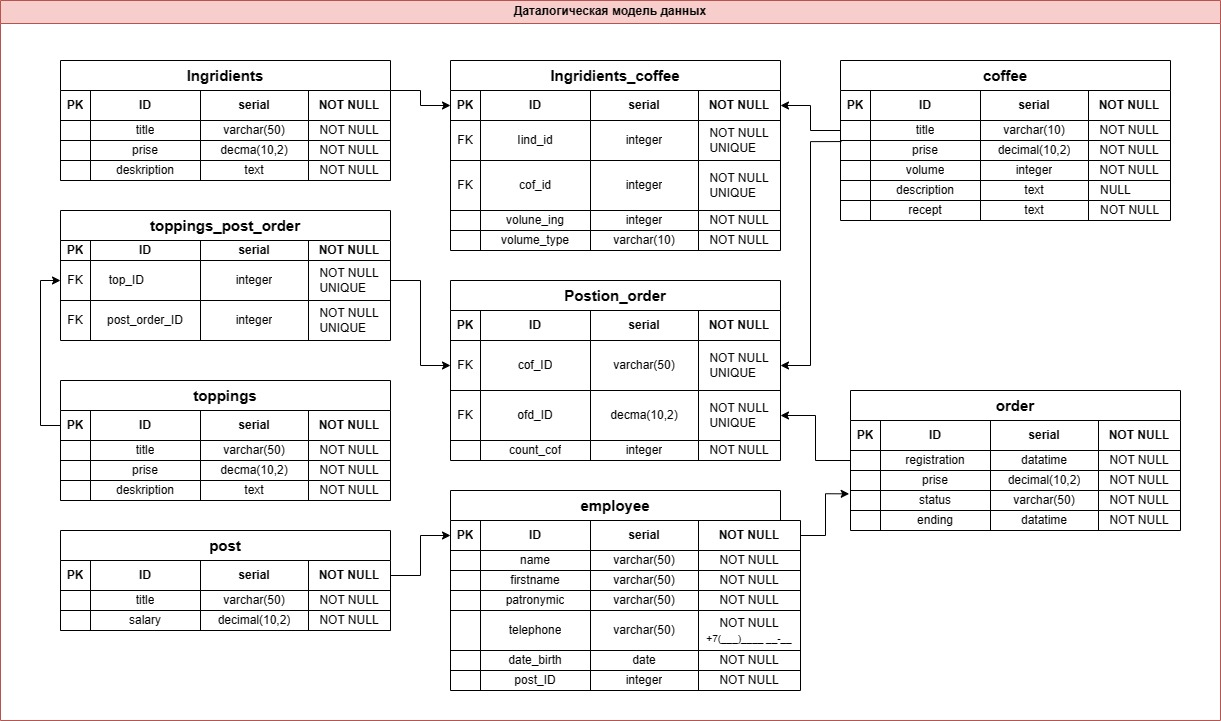 Даталогическая модель данных
Ingridients
PK ID serial NOT NULL
title varchar(50) NOT NULL
prise decma(10,2) NOT NULL
deskription text NOT NULL
toppings_post_order
PK ID serial NOT NULL
FK top_ID integer NOT NULL
UNIQUE
FK post_order_ID integer NOT NULL
UNIQUE
toppings
PK ID serial NOT NULL
title varchar(50) NOT NULL
prise decma(10,2) NOT NULL
deskription text NOT NULL
post
PK ID serial NOT NULL
title varchar(50) NOT NULL
salary decimal(10,2) NOT NULL
Ingridients_coffee
PK ID serial NOT NULL
FK Iind_id integer NOT NULL
UNIQUE
FK cof_id integer NOT NULL
UNIQUE
volune_ing integer NOT NULL
volume_type varchar(10) NOT NULL
Postion_order
PK ID serial NOT NULL
FK cof_ID varchar(50) NOT NULL
UNIQUE
FK ofd_ID decma(10,2) NOT NULL
UNIQUE
count_cof integer NOT NULL
employee
PK ID serial NOT NULL
name varchar(50) NOT NULL
firstname varchar(50) NOT NULL
patronymic varchar(50) NOT NULL
telephone varchar(50) NOT NULL
+7(___)____ __-__
date_birth date NOT NULL
post_ID integer NOT NULL
coffee
PK ID serial NOT NULL
title varchar(10) NOT NULL
prise decimal(10,2) NOT NULL
volume integer NOT NULL
description text NULL
recept text NOT NULL
order
PK ID serial NOT NULL
registration datatime NOT NULL
prise decimal(10,2) NOT NULL
status varchar(50) NOT NULL
ending datatime NOT NULL